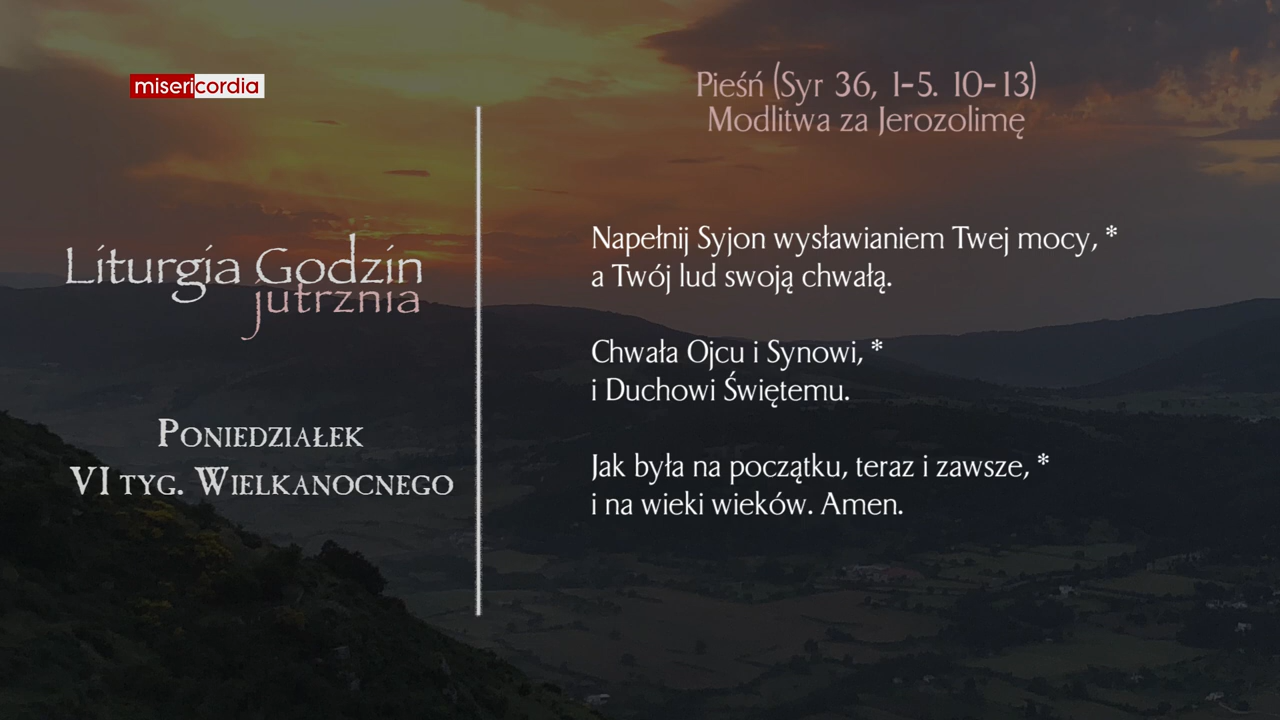 misericordia
Liturgia Godzin
jutrznia
Poniedziałek
VI tyg. Wielkanocnego
Pieśń (Syr 36, 1-5. 10-13)
Modlitwa za Jerozolimę
Napełnij Syjon wysławianiem Twej mocy, *
a Twój lud swoją chwałą.
Chwała Ojcu i Synowi, *
i Duchowi Świętemu.
Jak była na początku, teraz i zawsze, *
i na wieki wieków. Amen.